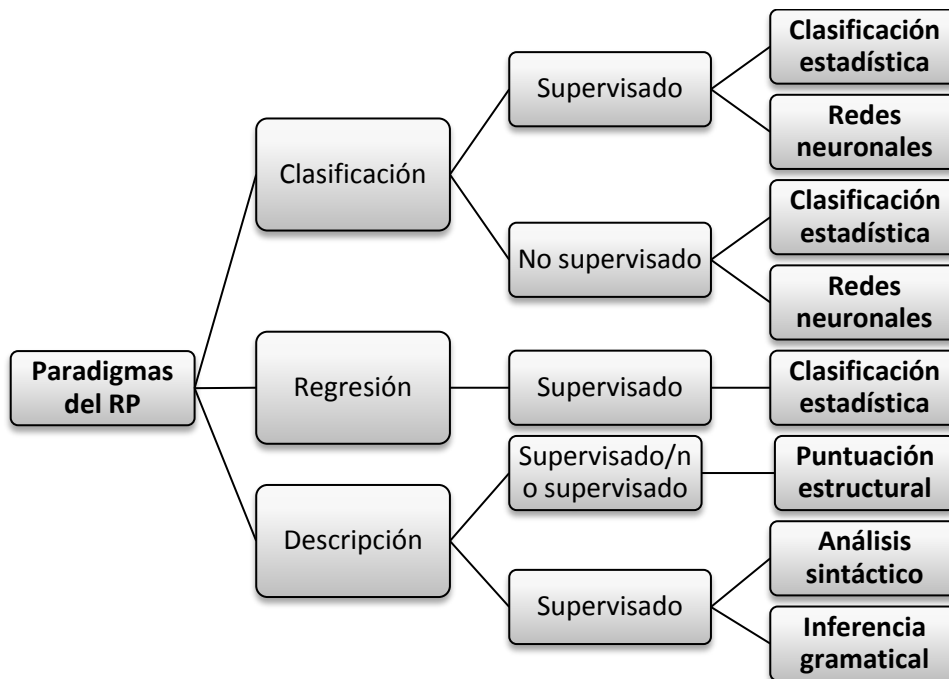 Paradigmas
del RP
Clasificación
Supervisado
Clasificación
estadística
Redes
neuronales
No supervisado
Clasificación
estadística
Redes
neuronales
Regresión
Supervisado
Clasificación
estadística
Descripción
Supervisado/n
o supervisado
Puntuación
estructural
Supervisado
Análisis
sintáctico
Inferencia
gramatical